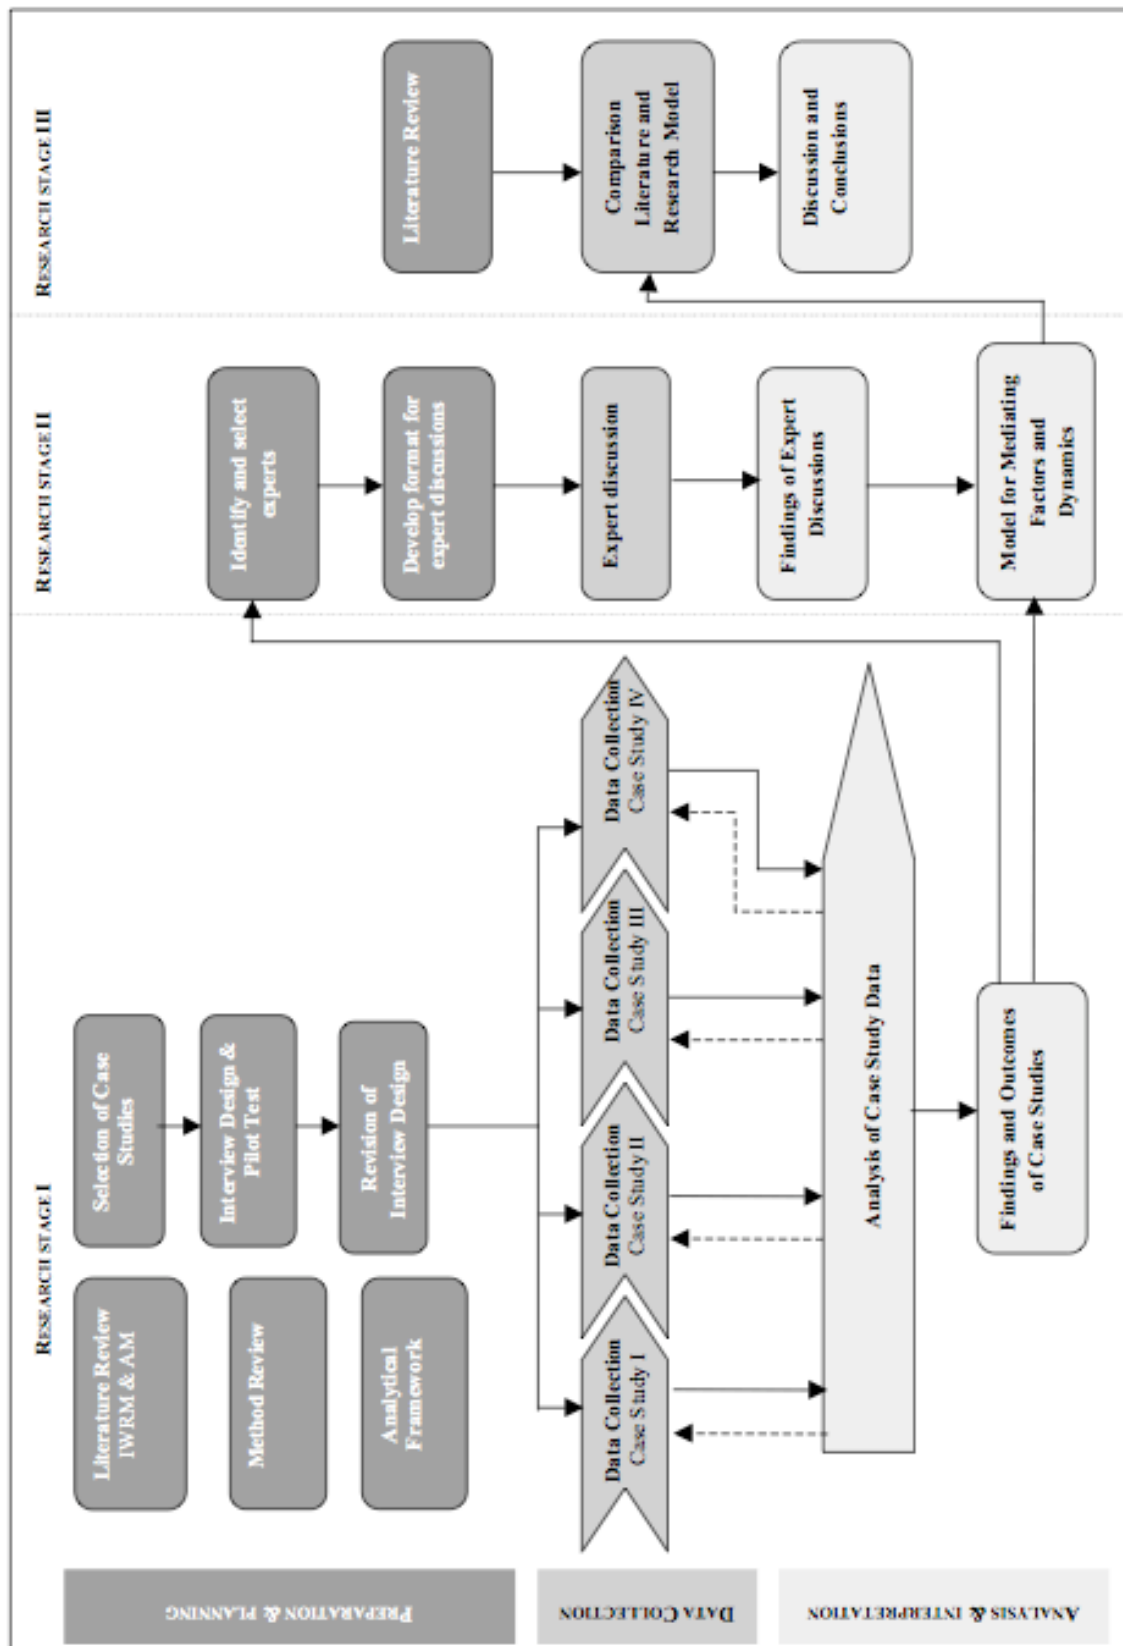 RESEARCH STAGE I
RESEARCH STAGE II
RESEARCH STAGE III
PREPARATION & PLANNING
Literature Review
IWRM & AM
Method Review
Analytical
Framework
Selection of Case
Studies
Interview Design &
Pilot Test
Revision of
Interview Design
Identify and select
experts
Develop format for
expert discussions
Literature Review
DATA COLLECTION
Data Collection
Case Study I
Data Collection
Case Study II
Data Collection
Case Study III
Data Collection
Case Study IV
Expert discussion
Comparison
Literature and
Research Model
ANALYSIS & INTERPRETATION
Analysis of Case Study Data
Findings and Outcomes
of Case Studies
Findings of Expert
Discussions
Model for Mediating
Factors and
Dynamics
Discussion and
Conclusions